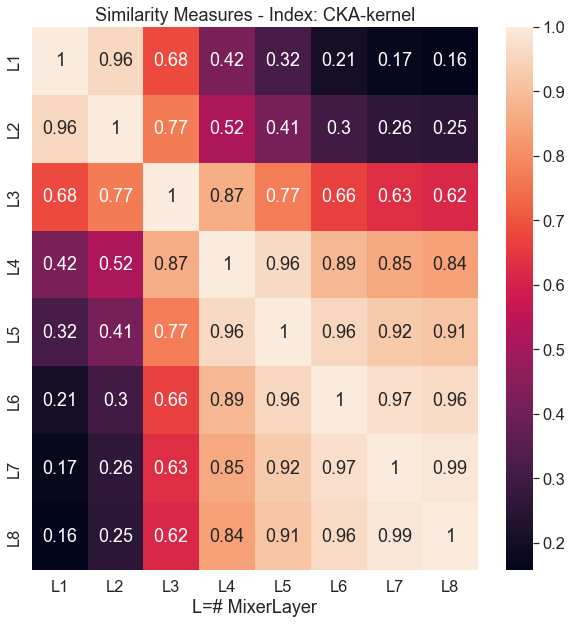 Similarity Measures - Index: CKA-kernel
L1 1 0.96 0.68 0.42 0.32 0.21 0.17 0.16
L2 0.96 1 0.77 0.52 0.41 0.3 0.26 0.25
L3 0.68 0.77 1 0.87 0.77 0.66 0.63 0.62
L4 0.42 0.52 0.87 1 0.96 0.89 0.85 0.84
L5 0.32 0.41 0.77 0.96 1 0.96 0.92 0.91
L6 0.21 0.3 0.66 0.89 0.96 1 0.97 0.96
L7 0.17 0.26 0.63 0.85 0.92 0.97 1 0.99
L8 0.16 0.25 0.62 0.84 0.91 0.96 0.99 1
L1 L2 L3 L4 L5 L6 L7 L8
L=# MixerLayer
1.0
0.9
0.8
0.7
0.6
0.5
0.4
0.3
0.2